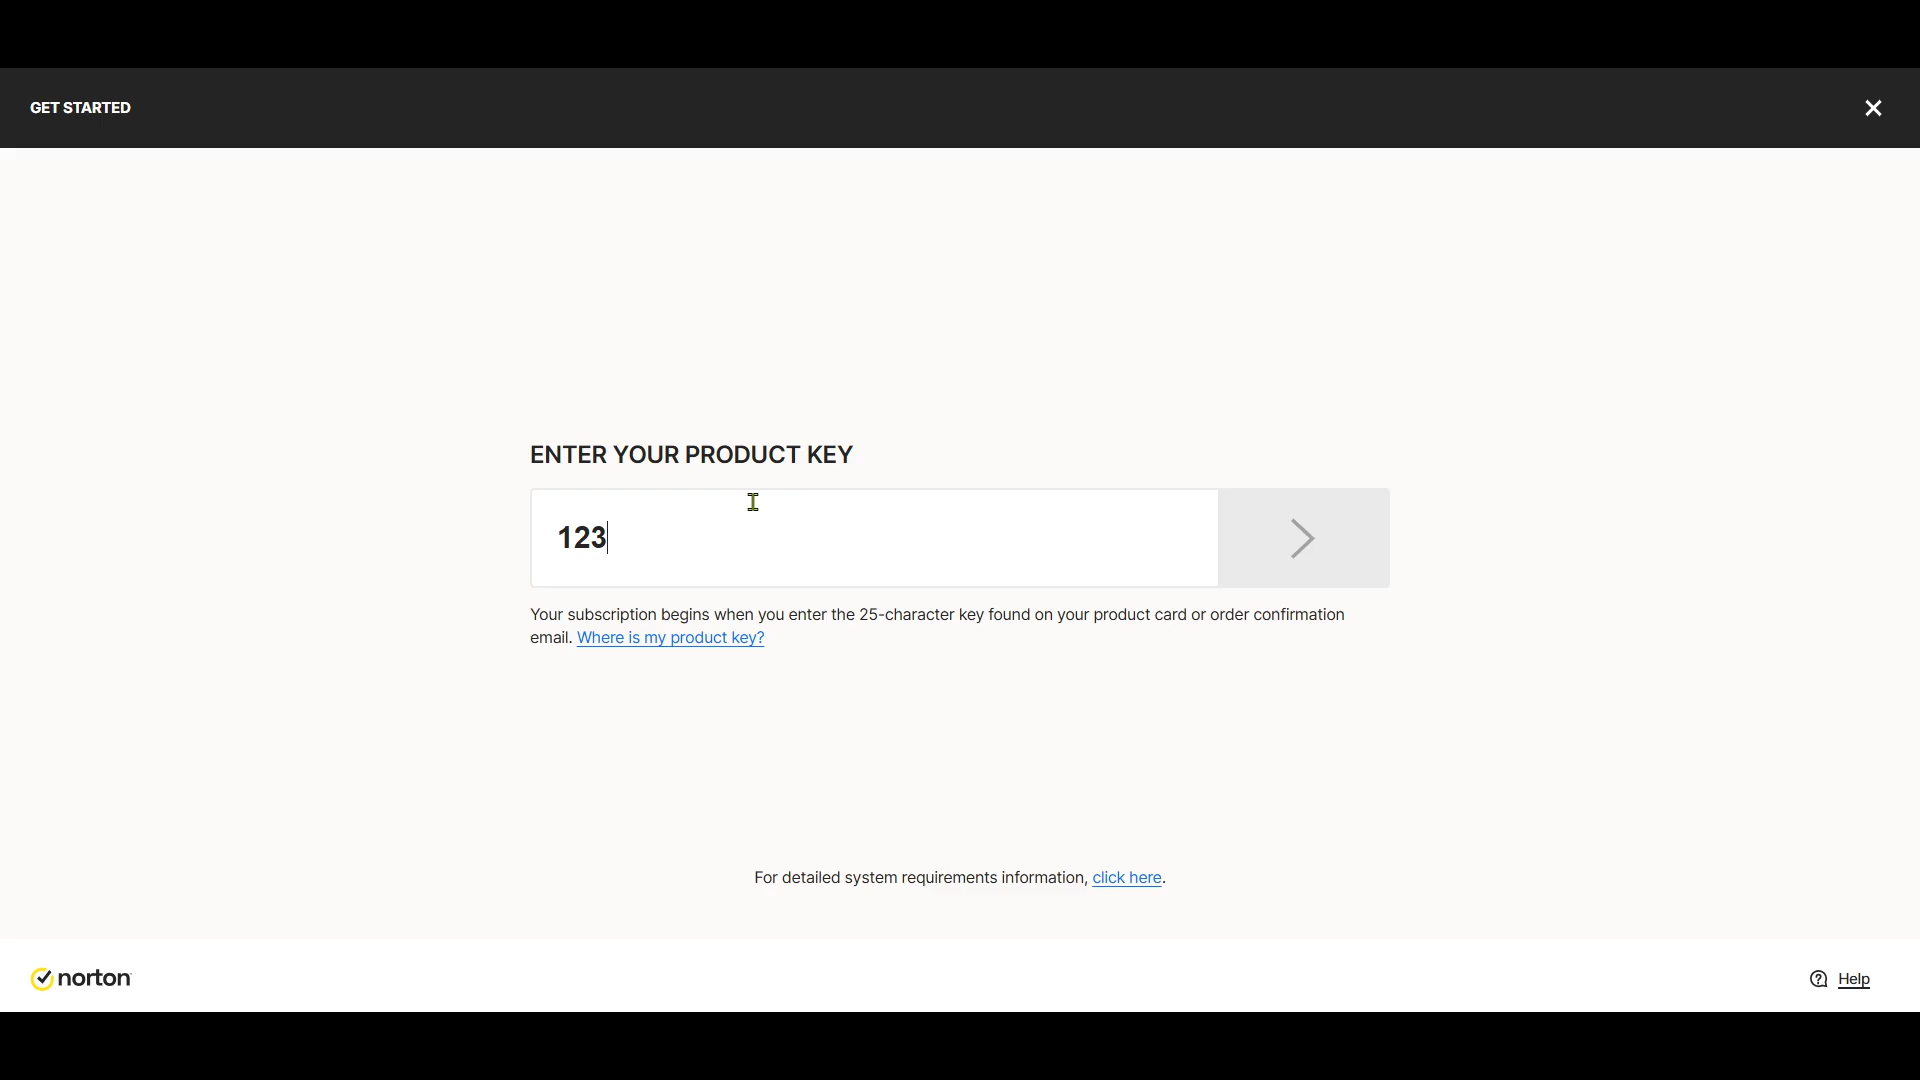 GET STARTED
ENTER YOUR PRODUCT KEY
123
Your subscription begins when you enter the 25-character key found on your product card or order confirmation
email. Where is my product key?
For detailed system requirements information, click here.
norton
Help